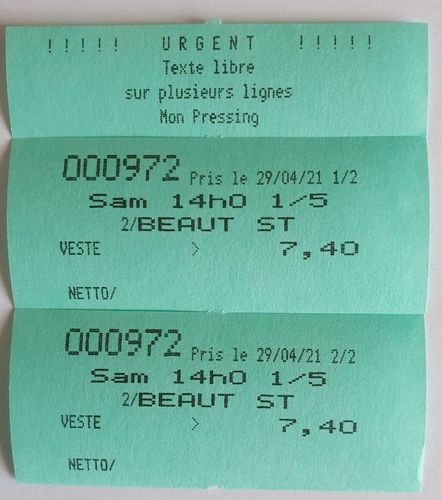 ! ! ! ! ! URGENT ! ! ! ! !
Texte libre
sur plusieurs lignes
Mon Pressing
000972 Pris le 29/04/21 1/2
Sam 14h0 1/5
2/BEAUT ST
VESTE > 7,40
NETTO/
000972 Pris le 29/04/21 2/2
Sam 14h0 1/5
2/BEAUT ST
VESTE > 7,40
NETTO/